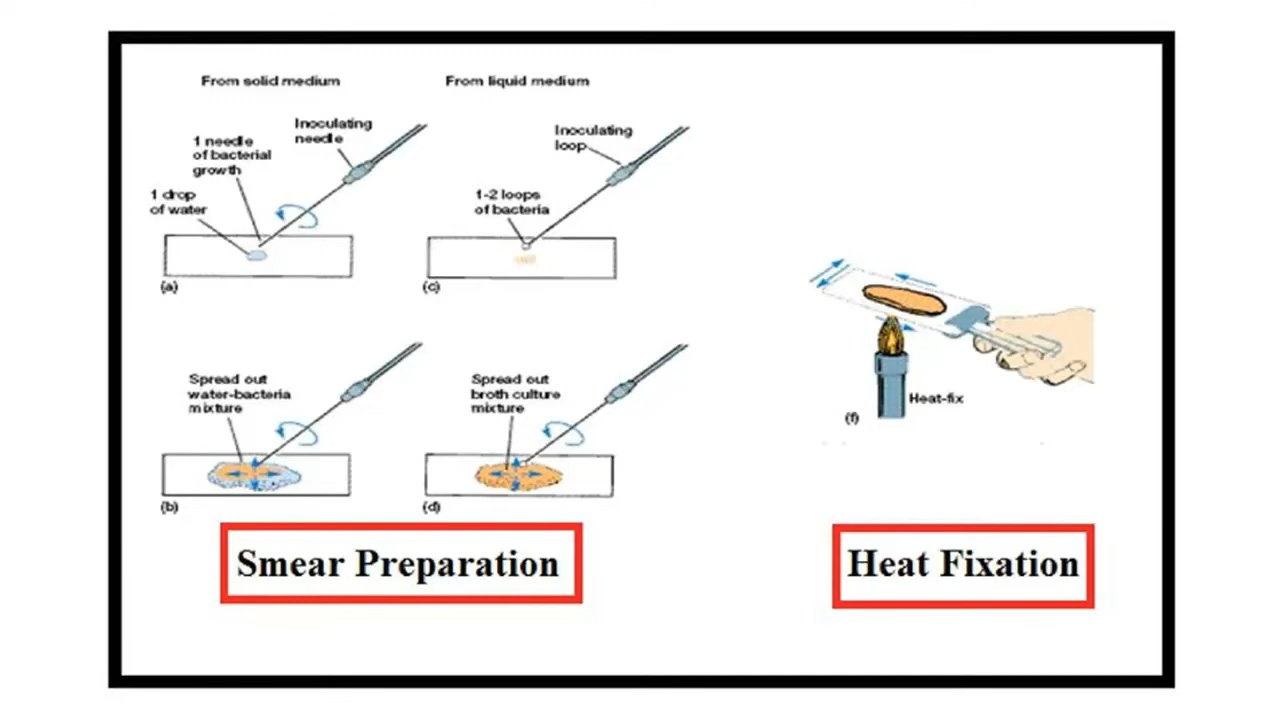 From solid medium
From liquid medium
Inoculating
needle
1 needle
of bacterial
growth
1 drop
of water
(a)
Inoculating
loop
1-2 loops
of bacteria
(c)
Spread out
water-bacteria
mixture
(b)
Spread out
broth culture
mixture
(d)
Heat-fix
(f)
Smear Preparation
Heat Fixation